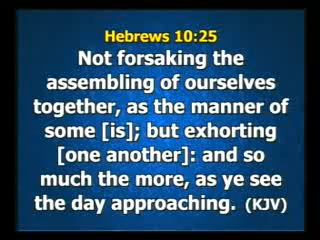 Hebrews 10:25
Not forsaking the
assembling of ourselves
together, as the manner of
some [is]; but exhorting
[one another]: and so
much the more, as ye see
the day approaching. (KJV)